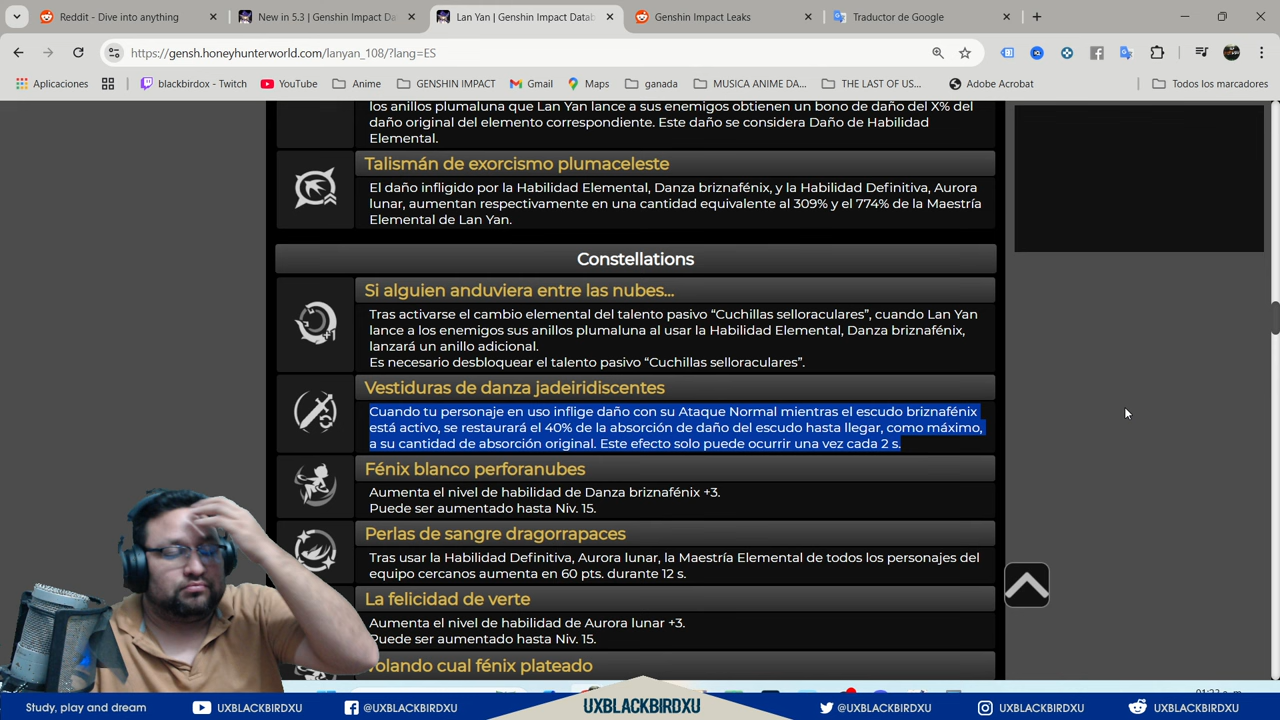 Reddit - Dive into anything
New in 5.3 | Genshin Impact Da
Lan Yan | Genshin Impact Datab
Genshin Impact Leaks
Traductor de Google
https://gensh.honeyhunterworld.com/lanyan_108/?lang=ES
Aplicaciones
blackbirdox - Twitch
YouTube
Anime
GENSHIN IMPACT
Gmail
Maps
ganada
MUSICA ANIME DA...
THE LAST OF US...
Adobe Acrobat
Todos los marcadores
los anillos plumaluna que Lan Yan lance a sus enemigos obtienen un bono de daño del X% del
daño original del elemento correspondiente. Este daño se considera Daño de Habilidad
Elemental.
Talismán de exorcismo plumaceleste
El daño infligido por la Habilidad Elemental, Danza briznafénix, y la Habilidad Definitiva, Aurora
lunar, aumentan respectivamente en una cantidad equivalente al 309% y el 774% de la Maestría
Elemental de Lan Yan.
Constellations
Si alguien anduviera entre las nubes...
Tras activarse el cambio elemental del talento pasivo “Cuchillas selloraculares”, cuando Lan Yan
lance a los enemigos sus anillos plumaluna al usar la Habilidad Elemental, Danza briznafénix,
lanzará un anillo adicional.
Es necesario desbloquear el talento pasivo “Cuchillas selloraculares”.
+1
Vestiduras de danza jadeiridiscentes
Cuando tu personaje en uso inflige daño con su Ataque Normal mientras el escudo briznafénix
está activo, se restaurará el 40% de la absorción de daño del escudo hasta llegar, como máximo,
a su cantidad de absorción original. Este efecto solo puede ocurrir una vez cada 2 s.
Fénix blanco perforanubes
Aumenta el nivel de habilidad de Danza briznafénix +3.
Puede ser aumentado hasta Niv. 15.
Perlas de sangre dragorrapaces
Tras usar la Habilidad Definitiva, Aurora lunar, la Maestría Elemental de todos los personajes del
equipo cercanos aumenta en 60 pts. durante 12 s.
La felicidad de verte
Aumenta el nivel de habilidad de Aurora lunar +3.
Puede ser aumentado hasta Niv. 15.
Volando cual fénix plateado
Study, play and dream
UXBLACKBIRDXU
@UXBLACKBIRDXU
UXBLACKBIRDXU
@UXBLACKBIRDXU
UXBLACKBIRDXU
UXBLACKBIRDXU